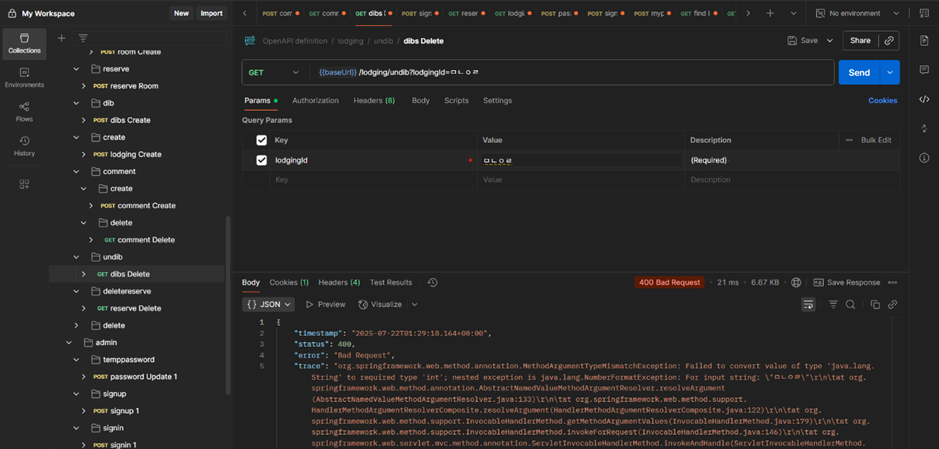 My Workspace
New
Import
POST com
GET comr
GET dibs [
POST sign
GET reser
GET lodgi
POST pas
POST sign
POST myp
GET find l
GET
No environment
Collections
Environments
Flows
History
POST room Create
reserve
POST reserve Room
dib
POST dibs Create
create
POST lodging Create
comment
create
POST comment Create
delete
GET comment Delete
undib
GET dibs Delete
deletereserve
GET reserve Delete
delete
admin
temppassword
POST password Update 1
signup
POST signup 1
signin
POST signin 1
OpenAPI definition / lodging / undib / dibs Delete
Save
Share
GET
{{baseUrl}} /lodging/undib?lodgingId=ㅁㄴㅇㄹ
Send
Params
Authorization
Headers (8)
Body
Scripts
Settings
Cookies
Query Params
Key Value Description Bulk Edit
lodgingId * ㅁㄴㅇㄹ (Required)
Key Value Description
Body
Cookies (1)
Headers (4)
Test Results
400 Bad Request
21 ms
6.67 KB
Save Response
{ } JSON
Preview
Visualize
1 {
2 "timestamp": "2025-07-22T01:29:10.164+00:00",
3 "status": 400,
4 "error": "Bad Request",
5 "trace": "org.springframework.web.method.annotation.MethodArgumentTypeMismatchException: Failed to convert value of type 'java.lang.
String' to required type 'int'; nested exception is java.lang.NumberFormatException: For input string: \"ㅁㄴㅇㄹ\"\r\n\tat org.
springframework.web.method.annotation.AbstractNamedValueMethodArgumentResolver.resolveArgument
(AbstractNamedValueMethodArgumentResolver.java:133)\r\n\tat org.springframework.web.method.support.
HandlerMethodArgumentResolverComposite.resolveArgument(HandlerMethodArgumentResolverComposite.java:122)\r\n\tat org.
springframework.web.method.support.InvocableHandlerMethod.getMethodArgumentValues(InvocableHandlerMethod.java:179)\r\n\tat org.
springframework.web.method.support.InvocableHandlerMethod.invokeForRequest(InvocableHandlerMethod.java:146)\r\n\tat org.
springframework.web.servlet.mvc.method.annotation.ServletInvocableHandlerMethod.invokeAndHandle(ServletInvocableHandlerMethod.